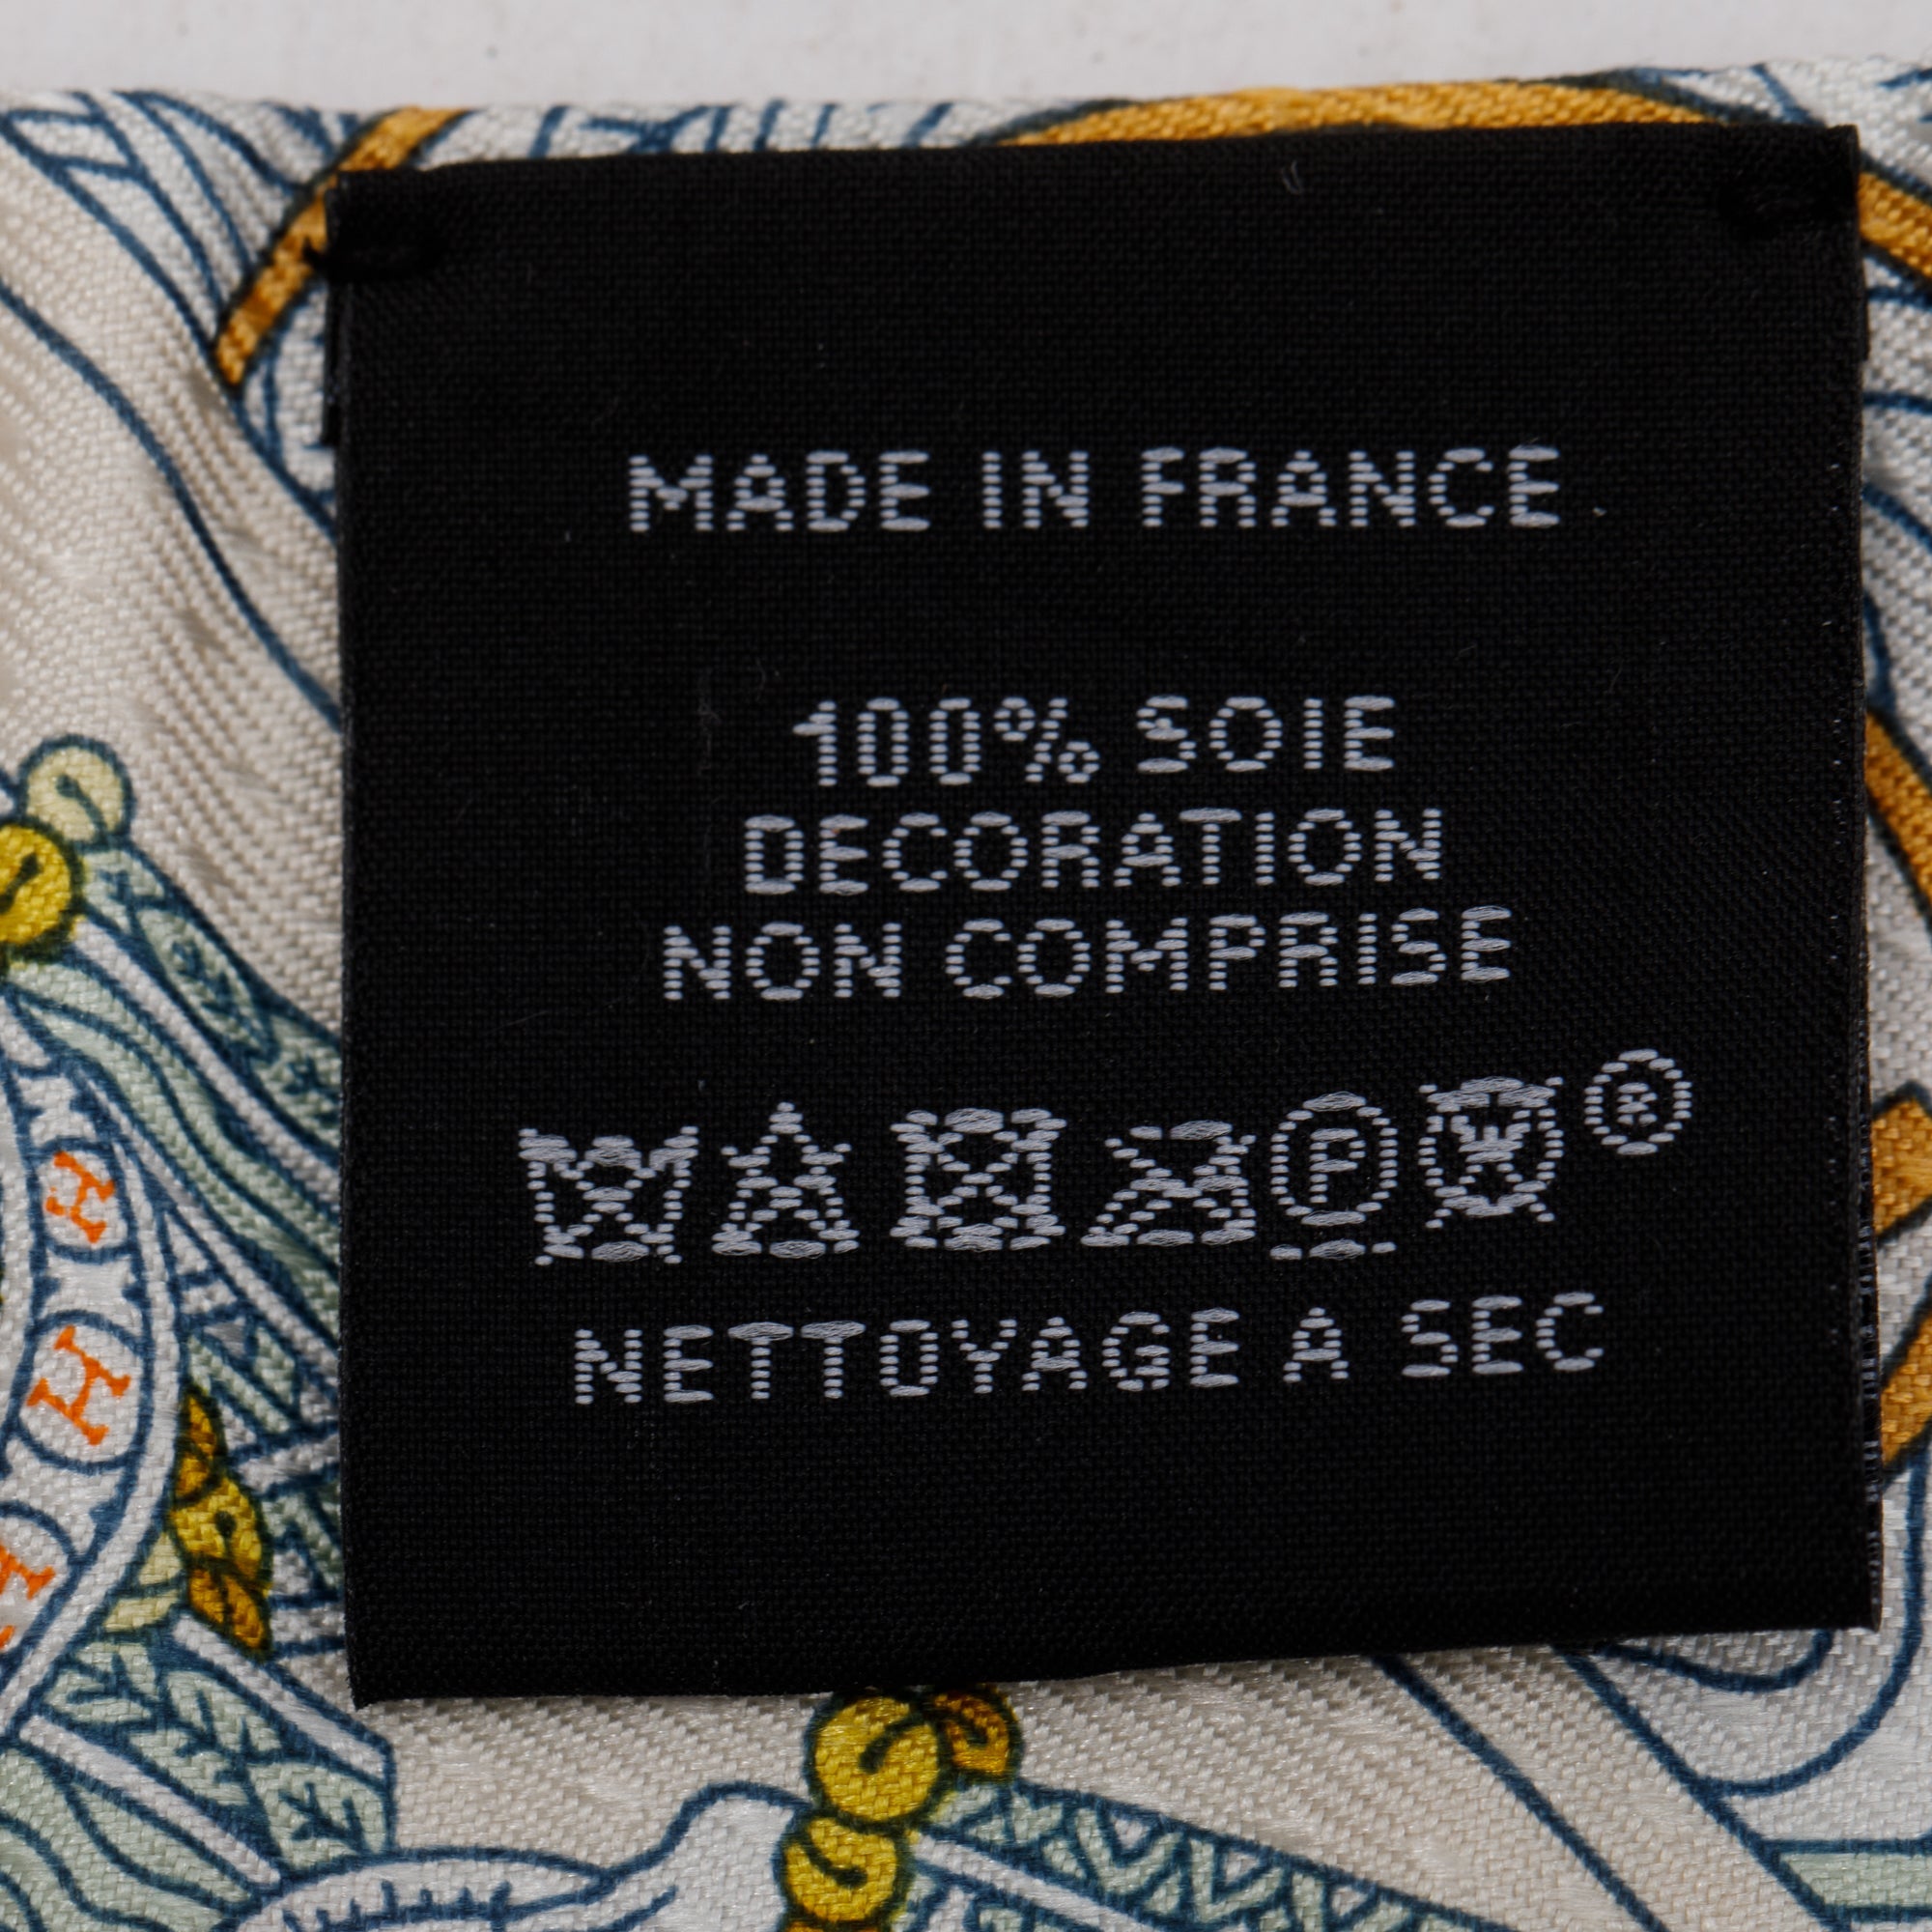 MADE IN FRANCE
100% SOIE
DECORATION
NON COMPRISE
P W ®
NETTOYAGE A SEC
H
H
H